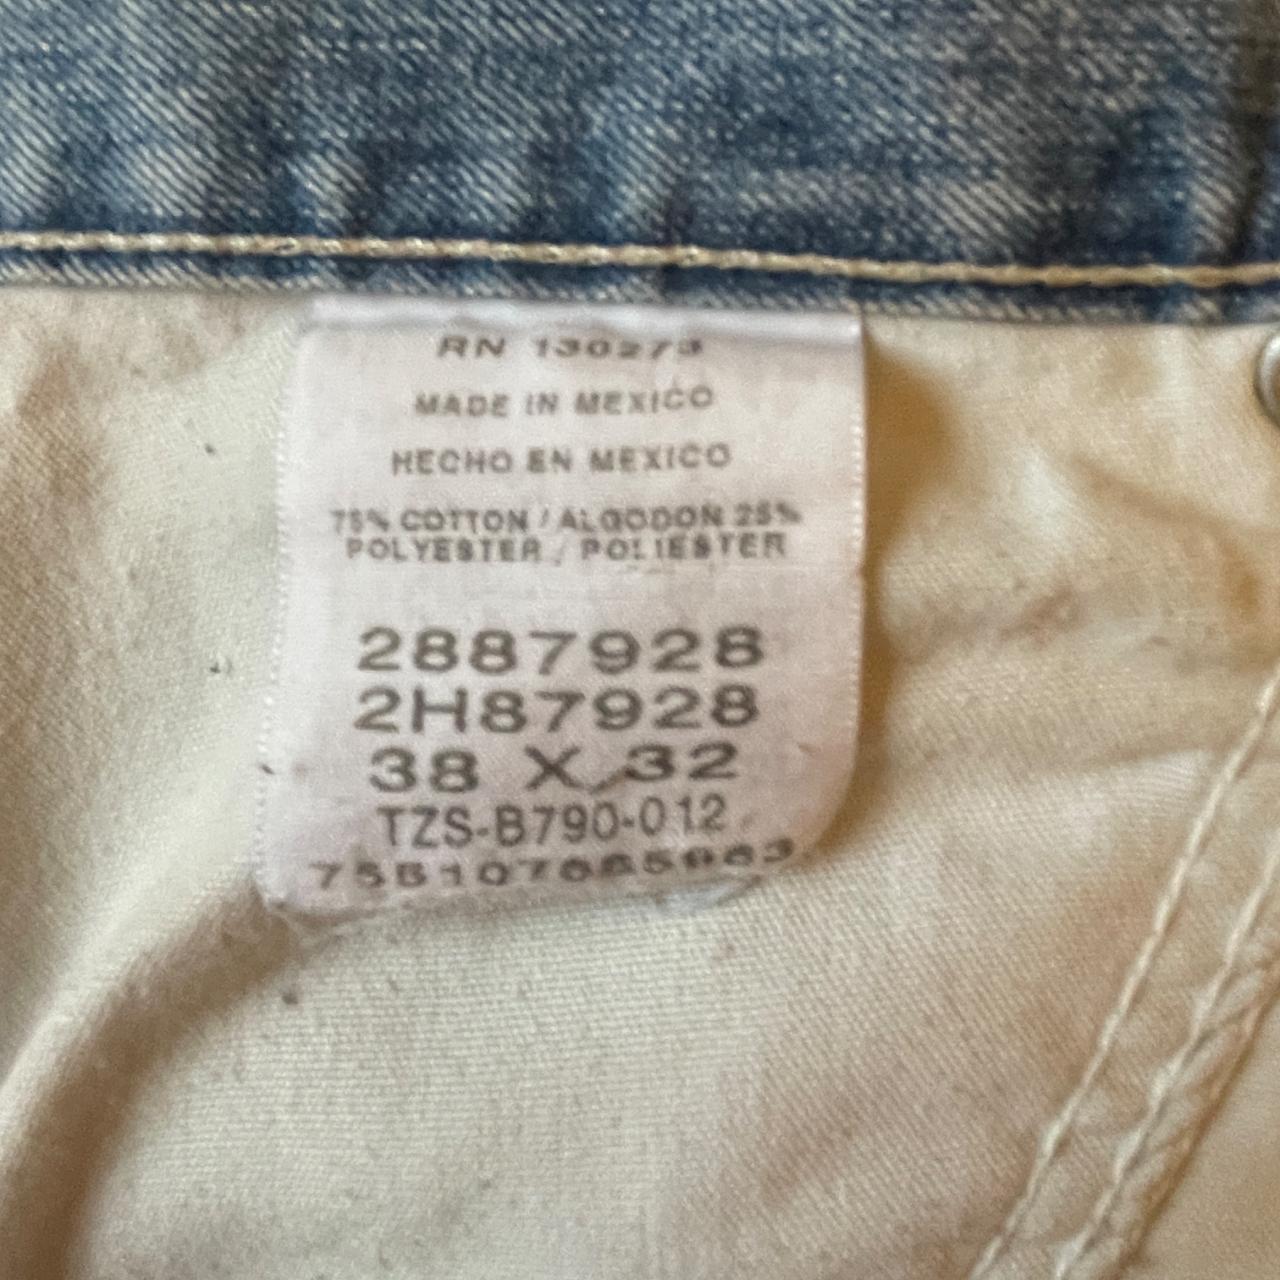 RN 130273
MADE IN MEXICO
HECHO EN MEXICO
75% COTTON / ALGODON 25%
POLYESTER / POLIESTER
2887928
2H87928
38 X 32
TZS-B790-012